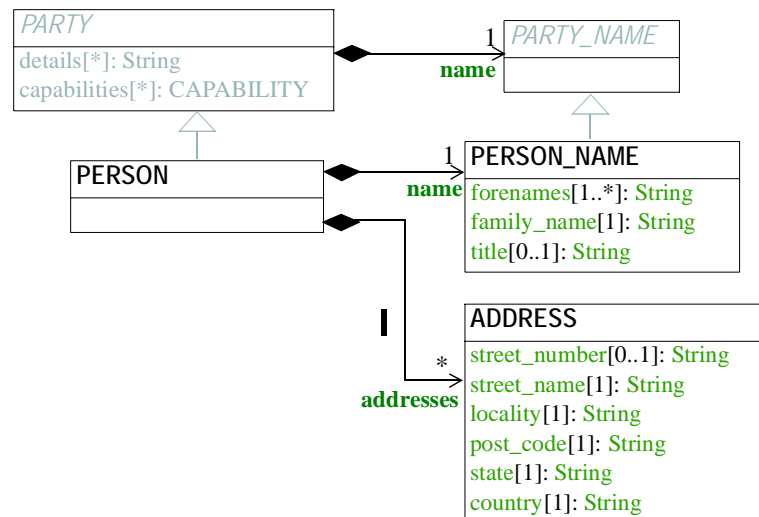 PARTY
details[*]: String
capabilities[*]: CAPABILITY
1
name
PARTY_NAME
PERSON
1
name
PERSON_NAME
forenames[1..*]: String
family_name[1]: String
title[0..1]: String
*
addresses
ADDRESS
street_number[0..1]: String
street_name[1]: String
locality[1]: String
post_code[1]: String
state[1]: String
country[1]: String